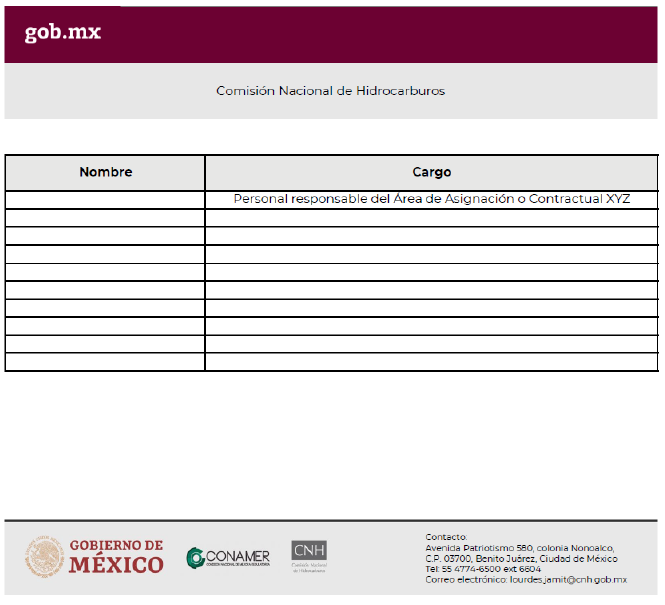 gob.mx
Comisión Nacional de Hidrocarburos
Nombre Cargo
Personal responsable del Área de Asignación o Contractual XYZ
GOBIERNO DE
MÉXICO
CONAMER
COMISIÓN NACIONAL DE MEJORA REGULATORIA
CNH
Comisión Nacional
de Hidrocarburos
Contacto:
Avenida Patriotismo 580, colonia Nonoalco,
C.P. 03700, Benito Juárez, Ciudad de México
Tel: 55 4774-6500 ext 6604
Correo electrónico: lourdes.jamit@cnh.gob.mx